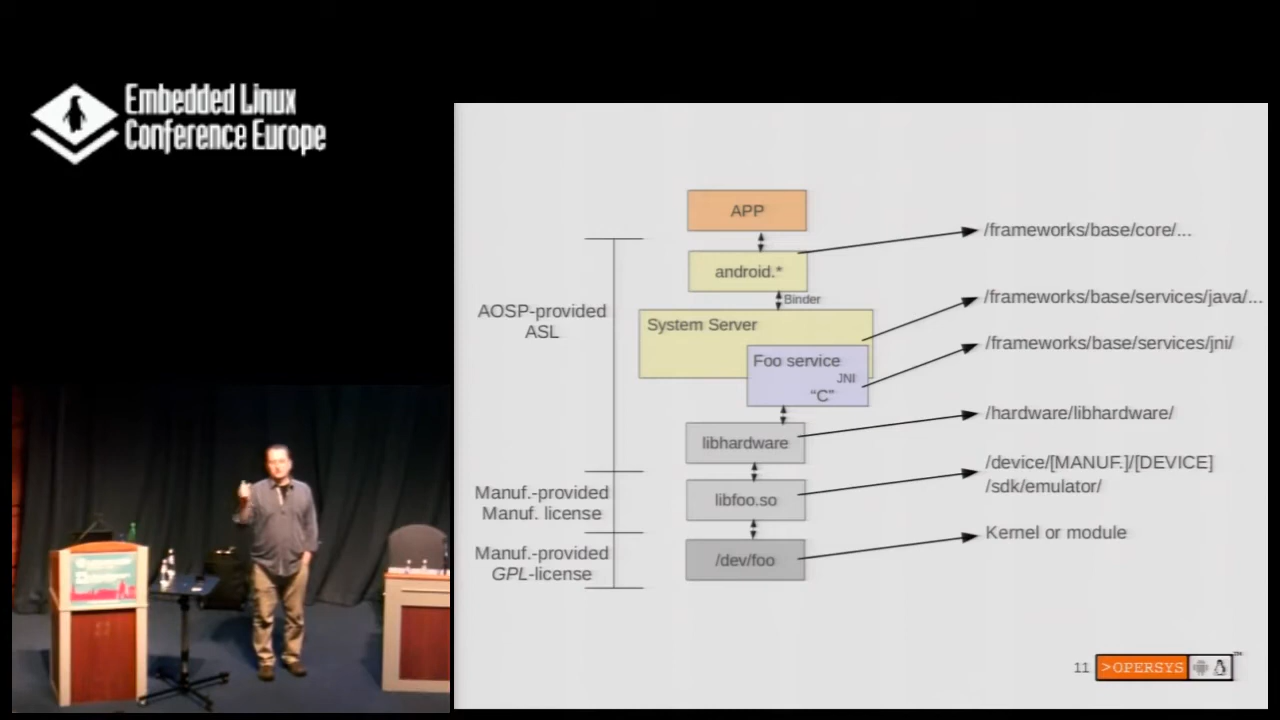 Embedded Linux
Conference Europe
APP
android.*
Binder
System Server
Foo service
JNI
“C”
libhardware
libfoo.so
/dev/foo
AOSP-provided
ASL
Manuf.-provided
Manuf. license
Manuf.-provided
GPL-license
/frameworks/base/core/...
/frameworks/base/services/java/...
/frameworks/base/services/jni/
/hardware/libhardware/
/device/[MANUF.]/[DEVICE]
/sdk/emulator/
Kernel or module
11
>OPERSYS
™